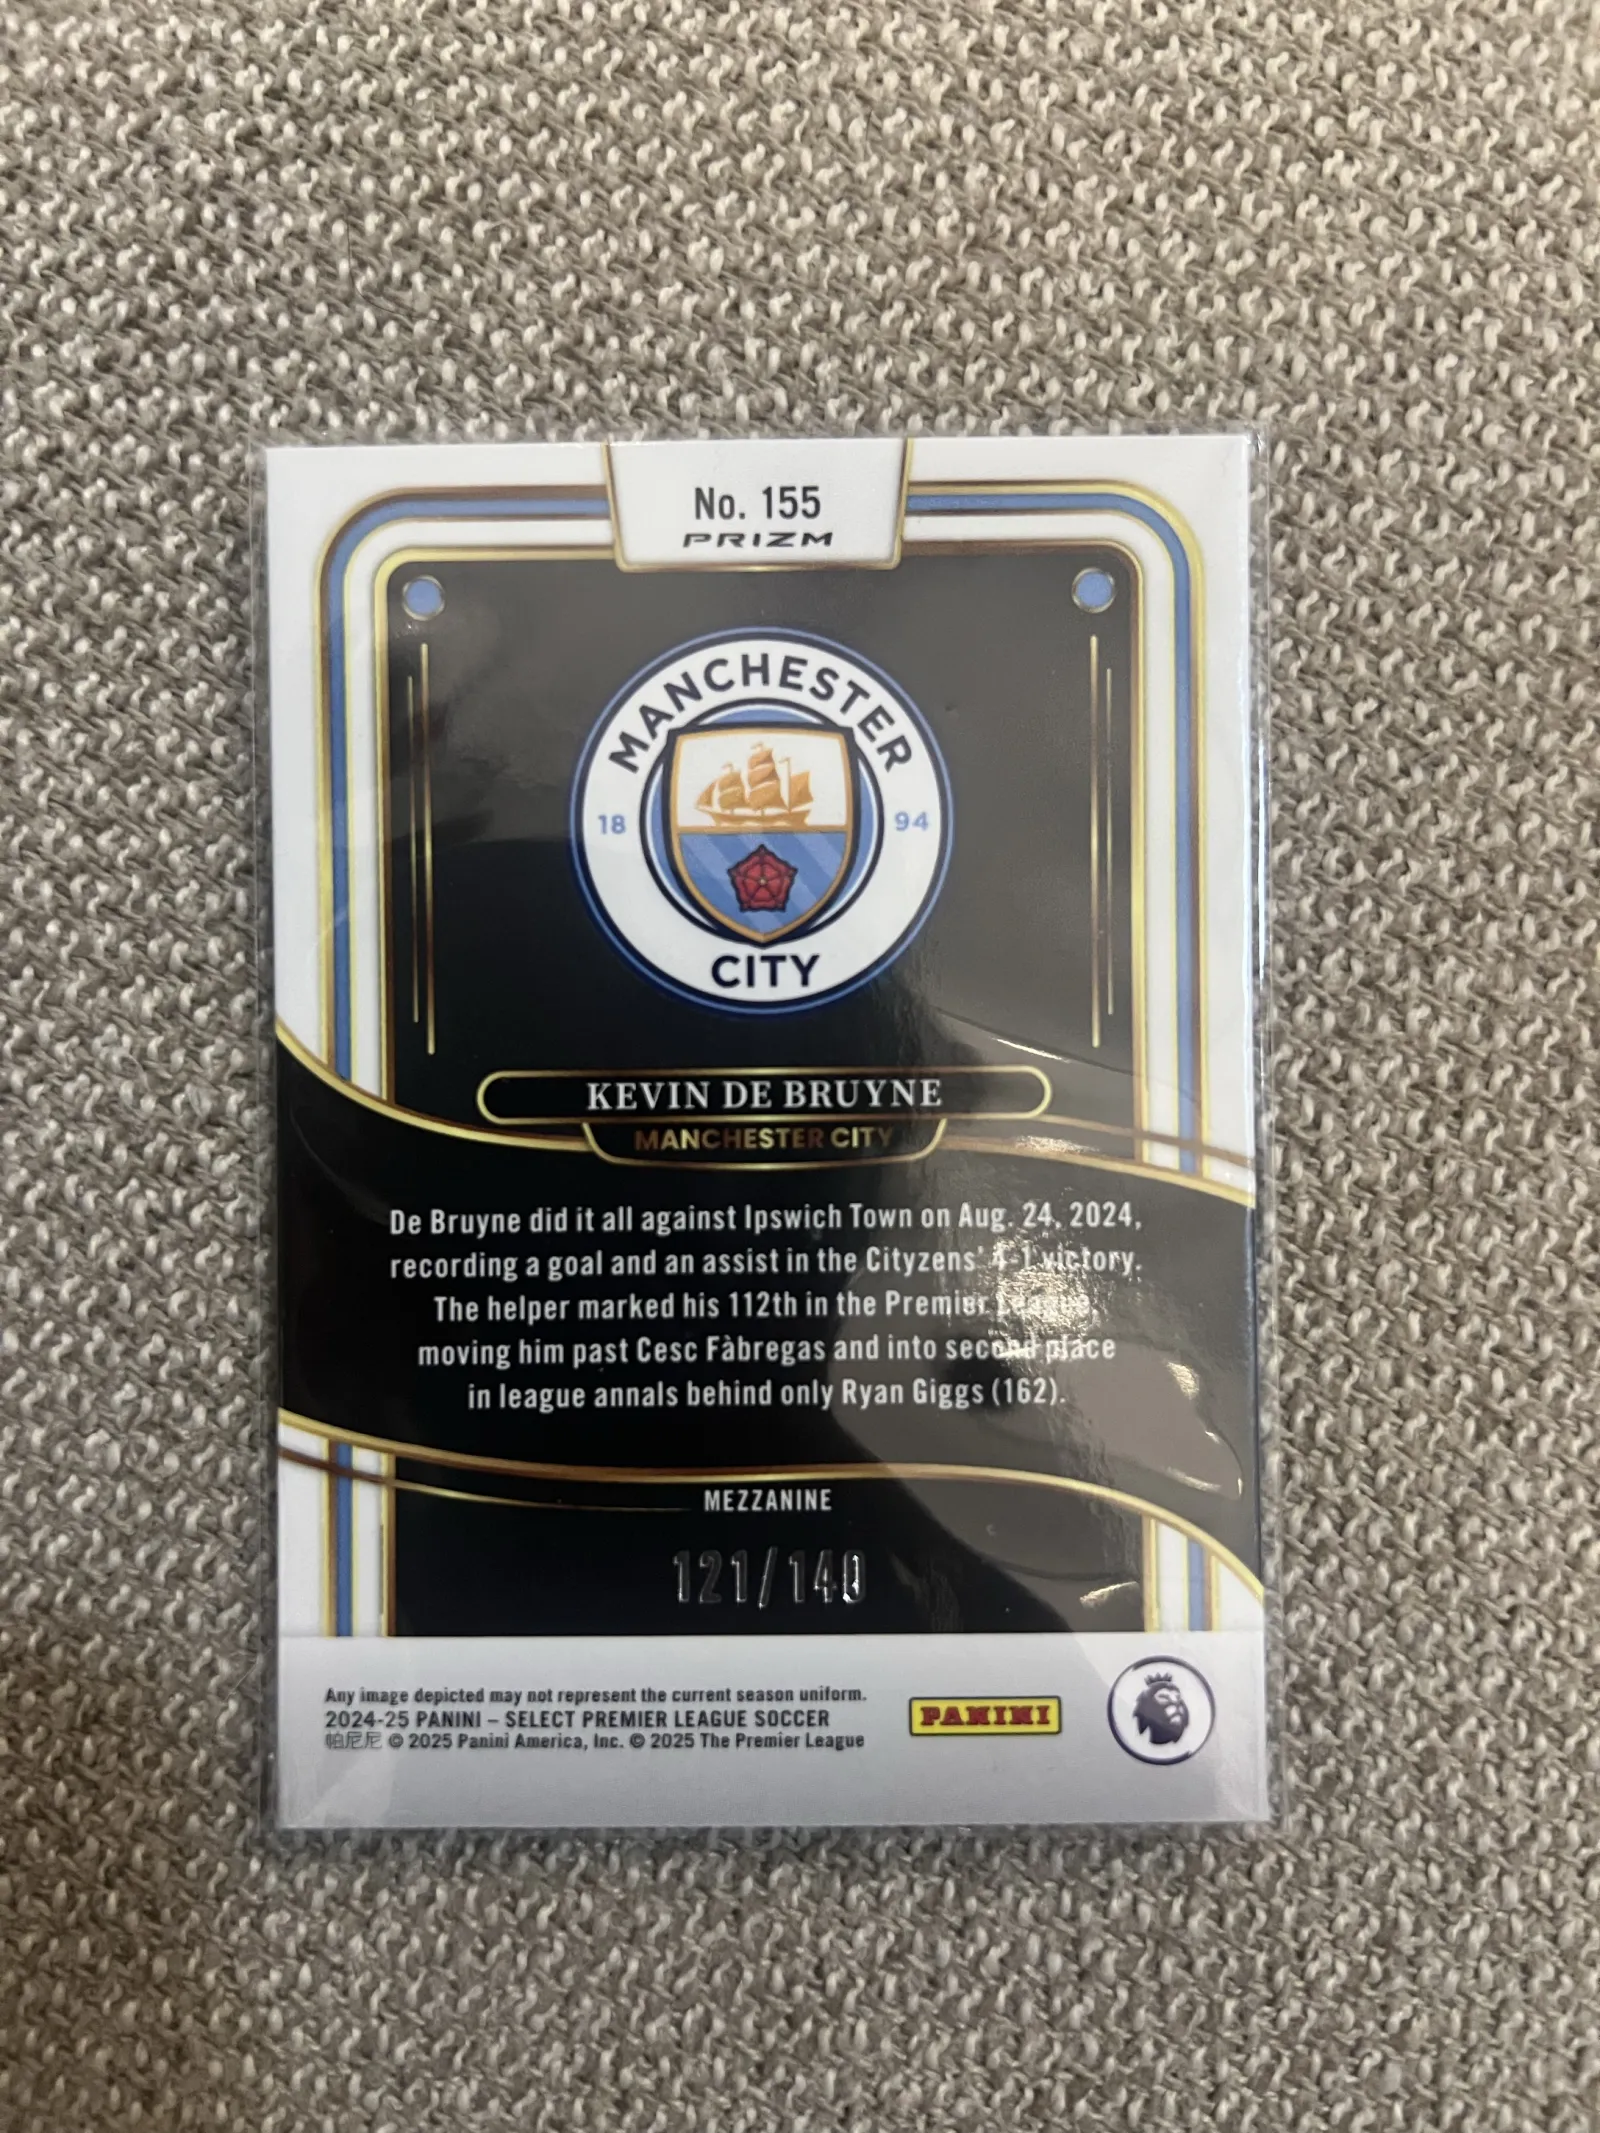 No. 155
PRIZM
MANCHESTER
18 94
CITY
KEVIN DE BRUYNE
MANCHESTER CITY
De Bruyne did it all against Ipswich Town on Aug. 24, 2024,
recording a goal and an assist in the Cityzens' 4-1 victory.
The helper marked his 112th in the Premier League,
moving him past Cesc Fàbregas and into second place
in league annals behind only Ryan Giggs (162).
MEZZANINE
121/140
Any image depicted may not represent the current season uniform.
2024-25 PANINI – SELECT PREMIER LEAGUE SOCCER
帕尼尼 © 2025 Panini America, Inc. © 2025 The Premier League
PANINI